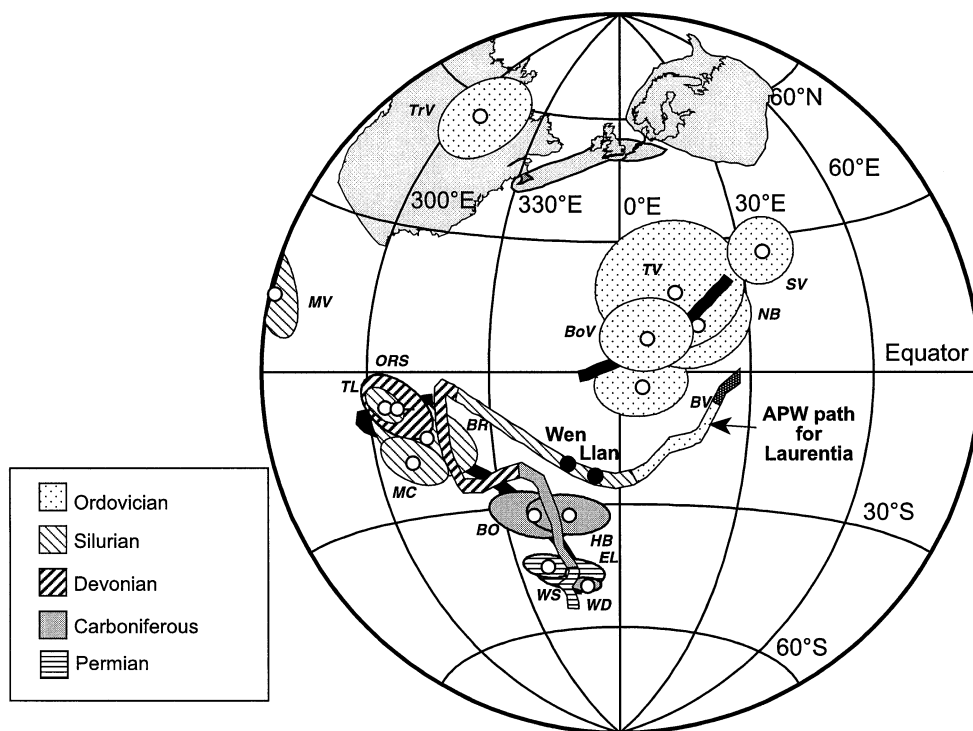 60°N
TrV
60°E
300°E
330°E
0°E
30°E
TV
SV
MV
NB
BoV
Equator
ORS
TL
BV
BR
Wen
Llan
APW path
for
Laurentia
MC
30°S
BO
HB
EL
WS
WD
60°S
Ordovician
Silurian
Devonian
Carboniferous
Permian